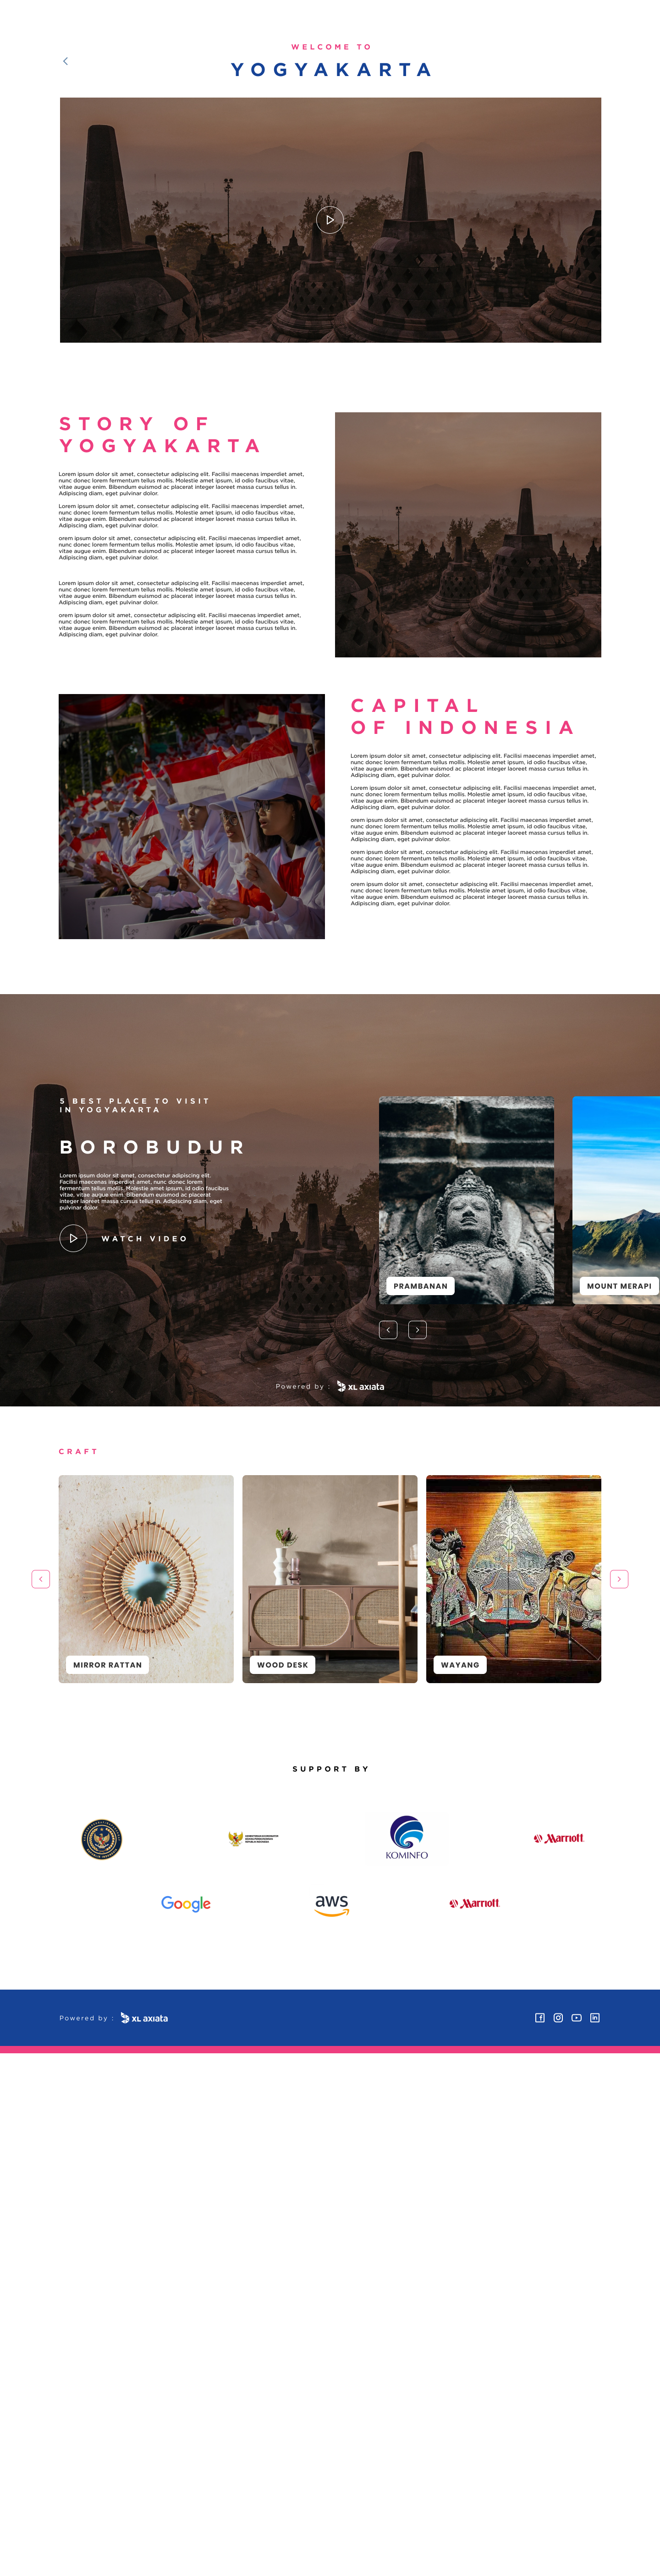 WELCOME TO
YOGYAKARTA
STORY OF
YOGYAKARTA
Lorem ipsum dolor sit amet, consectetur adipiscing elit. Facilisi maecenas imperdiet amet,
nunc donec lorem fermentum tellus mollis. Molestie amet ipsum, id odio faucibus vitae,
vitae augue enim. Bibendum euismod ac placerat integer laoreet massa cursus tellus in.
Adipiscing diam, eget pulvinar dolor.
Lorem ipsum dolor sit amet, consectetur adipiscing elit. Facilisi maecenas imperdiet amet,
nunc donec lorem fermentum tellus mollis. Molestie amet ipsum, id odio faucibus vitae,
vitae augue enim. Bibendum euismod ac placerat integer laoreet massa cursus tellus in.
Adipiscing diam, eget pulvinar dolor.
orem ipsum dolor sit amet, consectetur adipiscing elit. Facilisi maecenas imperdiet amet,
nunc donec lorem fermentum tellus mollis. Molestie amet ipsum, id odio faucibus vitae,
vitae augue enim. Bibendum euismod ac placerat integer laoreet massa cursus tellus in.
Adipiscing diam, eget pulvinar dolor.
Lorem ipsum dolor sit amet, consectetur adipiscing elit. Facilisi maecenas imperdiet amet,
nunc donec lorem fermentum tellus mollis. Molestie amet ipsum, id odio faucibus vitae,
vitae augue enim. Bibendum euismod ac placerat integer laoreet massa cursus tellus in.
Adipiscing diam, eget pulvinar dolor.
orem ipsum dolor sit amet, consectetur adipiscing elit. Facilisi maecenas imperdiet amet,
nunc donec lorem fermentum tellus mollis. Molestie amet ipsum, id odio faucibus vitae,
vitae augue enim. Bibendum euismod ac placerat integer laoreet massa cursus tellus in.
Adipiscing diam, eget pulvinar dolor.
CAPITAL
OF INDONESIA
Lorem ipsum dolor sit amet, consectetur adipiscing elit. Facilisi maecenas imperdiet amet,
nunc donec lorem fermentum tellus mollis. Molestie amet ipsum, id odio faucibus vitae,
vitae augue enim. Bibendum euismod ac placerat integer laoreet massa cursus tellus in.
Adipiscing diam, eget pulvinar dolor.
Lorem ipsum dolor sit amet, consectetur adipiscing elit. Facilisi maecenas imperdiet amet,
nunc donec lorem fermentum tellus mollis. Molestie amet ipsum, id odio faucibus vitae,
vitae augue enim. Bibendum euismod ac placerat integer laoreet massa cursus tellus in.
Adipiscing diam, eget pulvinar dolor.
orem ipsum dolor sit amet, consectetur adipiscing elit. Facilisi maecenas imperdiet amet,
nunc donec lorem fermentum tellus mollis. Molestie amet ipsum, id odio faucibus vitae,
vitae augue enim. Bibendum euismod ac placerat integer laoreet massa cursus tellus in.
Adipiscing diam, eget pulvinar dolor.
orem ipsum dolor sit amet, consectetur adipiscing elit. Facilisi maecenas imperdiet amet,
nunc donec lorem fermentum tellus mollis. Molestie amet ipsum, id odio faucibus vitae,
vitae augue enim. Bibendum euismod ac placerat integer laoreet massa cursus tellus in.
Adipiscing diam, eget pulvinar dolor.
orem ipsum dolor sit amet, consectetur adipiscing elit. Facilisi maecenas imperdiet amet,
nunc donec lorem fermentum tellus mollis. Molestie amet ipsum, id odio faucibus vitae,
vitae augue enim. Bibendum euismod ac placerat integer laoreet massa cursus tellus in.
Adipiscing diam, eget pulvinar dolor.
5 BEST PLACE TO VISIT
IN YOGYAKARTA
BOROBUDUR
Lorem ipsum dolor sit amet, consectetur adipiscing elit.
Facilisi maecenas imperdiet amet, nunc donec lorem
fermentum tellus mollis. Molestie amet ipsum, id odio faucibus
vitae, vitae augue enim. Bibendum euismod ac placerat
integer laoreet massa cursus tellus in. Adipiscing diam, eget
pulvinar dolor.
WATCH VIDEO
PRAMBANAN
MOUNT MERAPI
Powered by : XL axiata
CRAFT
MIRROR RATTAN
WOOD DESK
WAYANG
SUPPORT BY
KOMINFO
Marriott
Google
aws
Marriott
Powered by : XL axiata